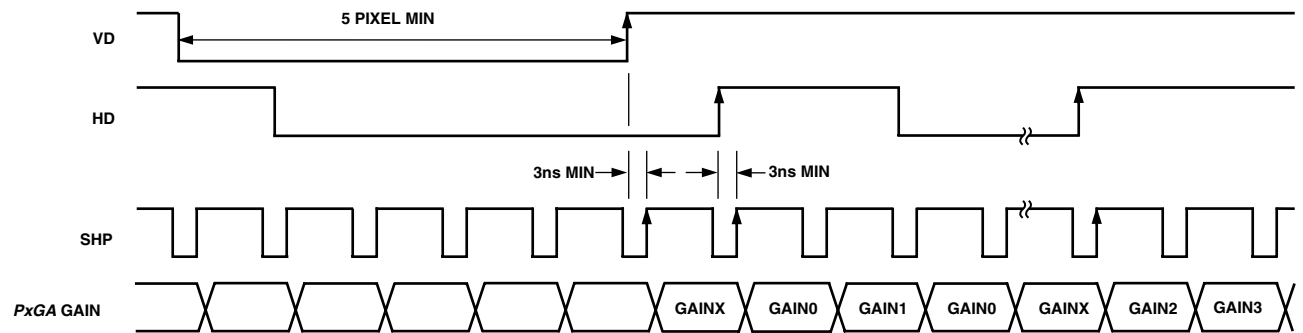 5 PIXEL MIN
VD
HD
3ns MIN
3ns MIN
SHP
PxGA GAIN
GAINX
GAIN0
GAIN1
GAIN0
GAINX
GAIN2
GAIN3